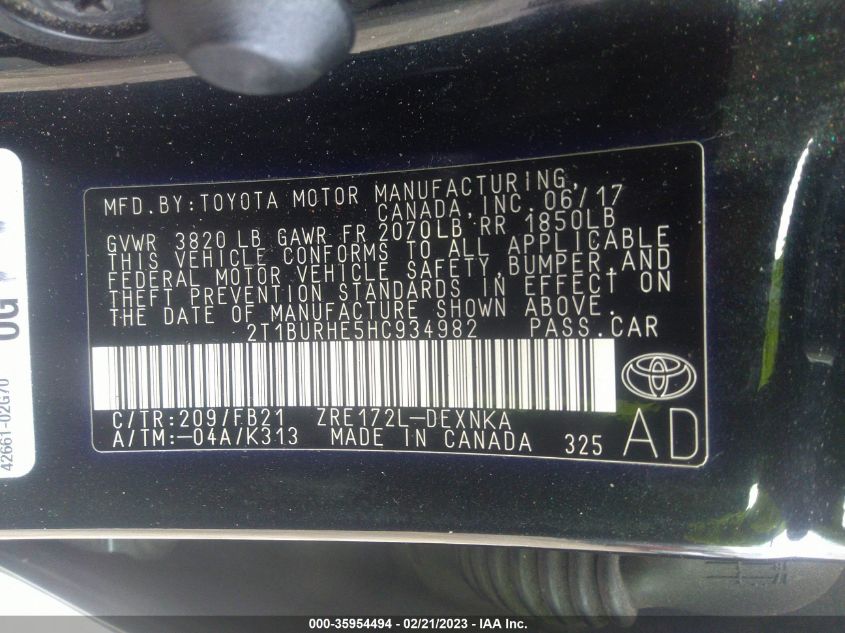 MFD.BY:TOYOTA MOTOR MANUFACTURING,
CANADA,INC. 06/17
GVWR 3820 LB GAWR FR 2070LB RR 1850LB
THIS VEHICLE CONFORMS TO ALL APPLICABLE
FEDERAL MOTOR VEHICLE SAFETY,BUMPER,AND
THEFT PREVENTION STANDARDS IN EFFECT ON
THE DATE OF MANUFACTURE SHOWN ABOVE.
2T1BURHE5HC934982 PASS.CAR
C/TR:209/FB21 ZRE172L-DEXNKA
A/TM:-04A/K313 MADE IN CANADA 325
AD
42661-02G70
000-35954494 - 02/21/2023 - IAA Inc.